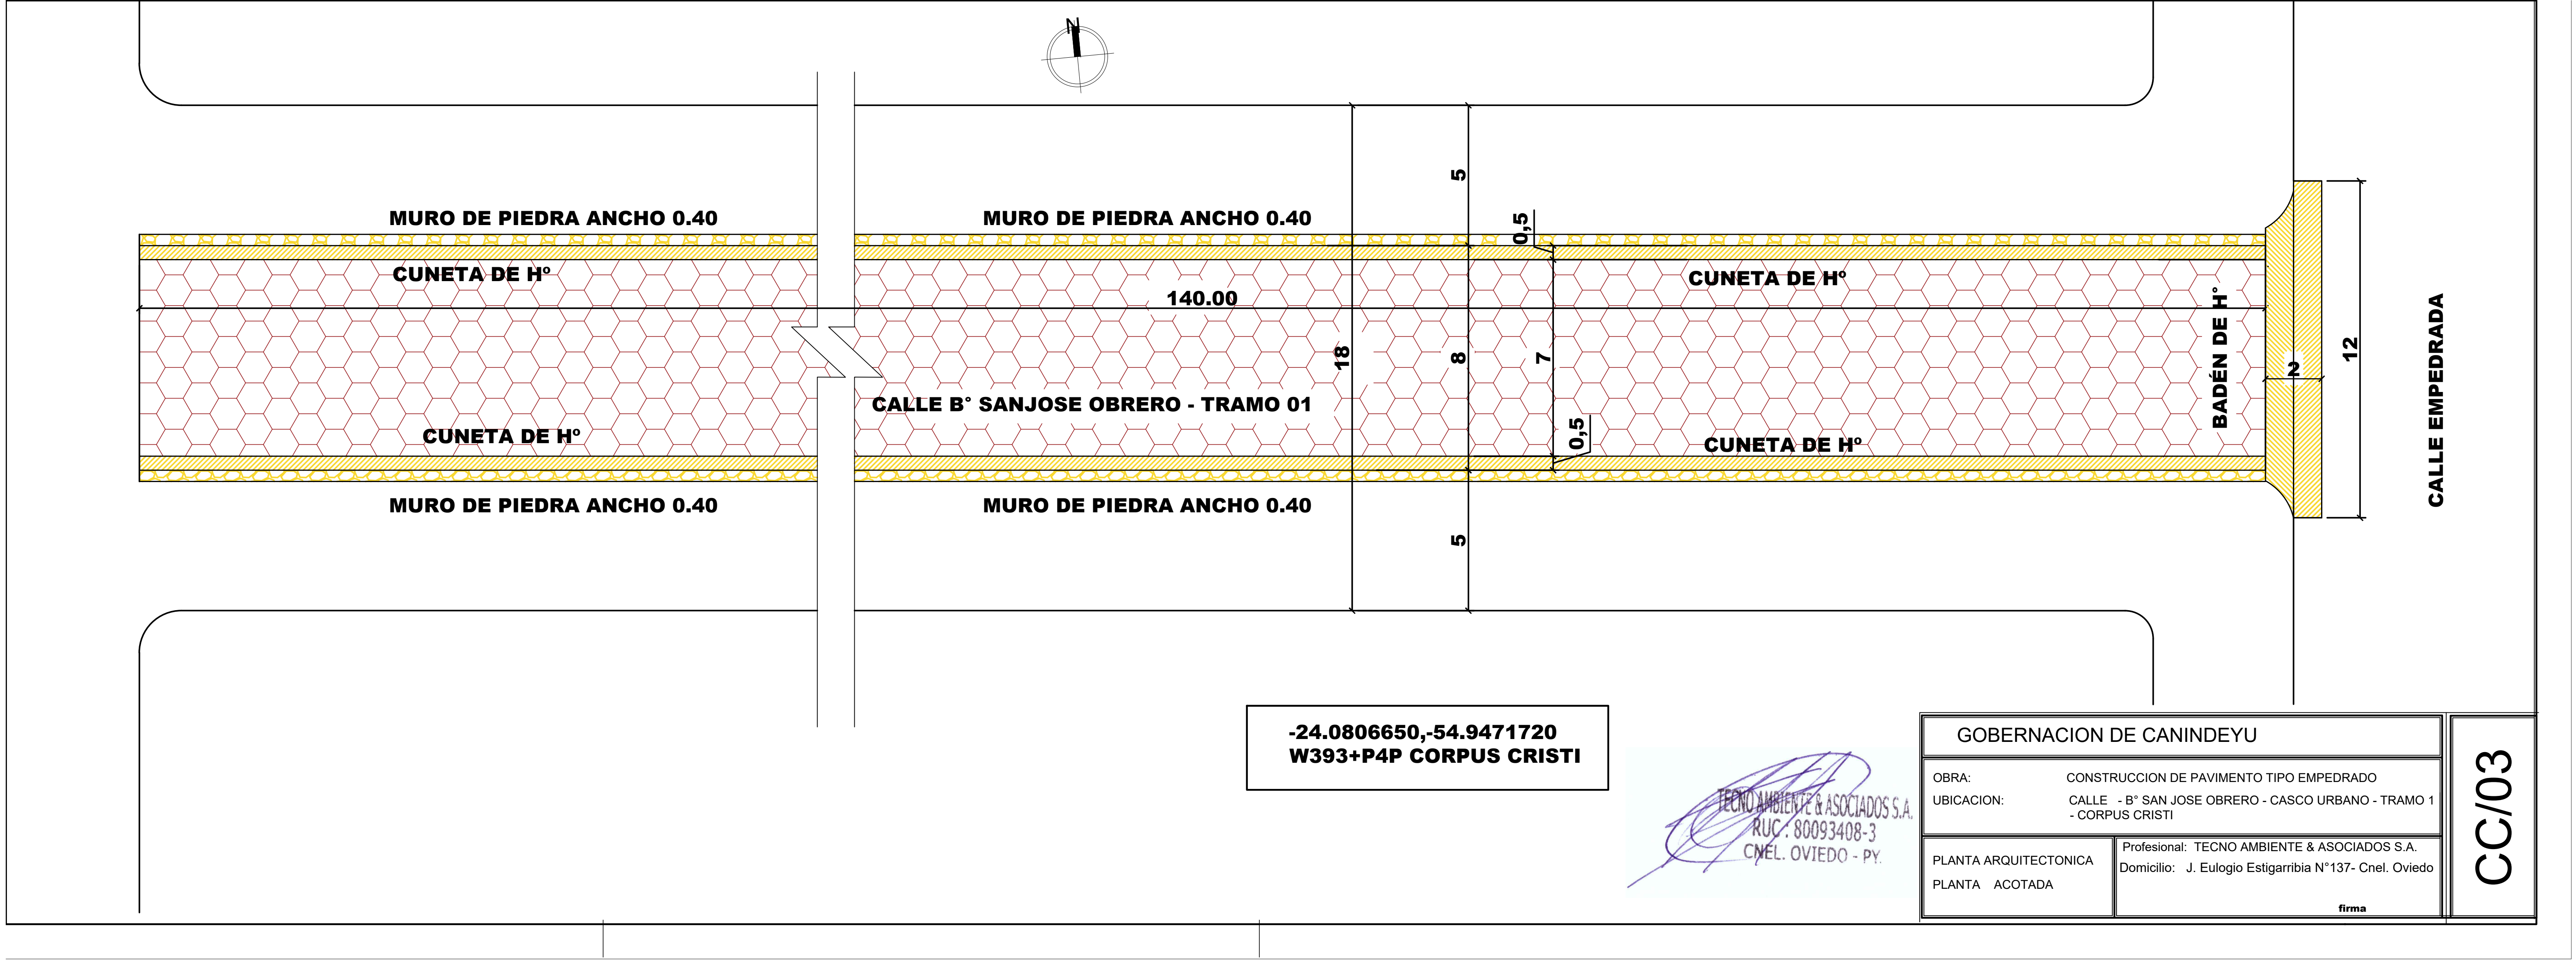 N
5
MURO DE PIEDRA ANCHO 0.40
MURO DE PIEDRA ANCHO 0.40
0,5
CUNETA DE Hº
CUNETA DE Hº
140.00
18
8
7
BADÉN DE H°
2
12
CALLE EMPEDRADA
CALLE B° SANJOSE OBRERO - TRAMO 01
CUNETA DE Hº
0,5
CUNETA DE Hº
MURO DE PIEDRA ANCHO 0.40
MURO DE PIEDRA ANCHO 0.40
5
-24.0806650,-54.9471720
W393+P4P CORPUS CRISTI
TECNO AMBIENTE & ASOCIADOS S.A.
RUC: 80093408-3
CNEL. OVIEDO - PY.
GOBERNACION DE CANINDEYU
OBRA: CONSTRUCCION DE PAVIMENTO TIPO EMPEDRADO
UBICACION: CALLE - B° SAN JOSE OBRERO - CASCO URBANO - TRAMO 1
- CORPUS CRISTI
PLANTA ARQUITECTONICA
PLANTA ACOTADA
Profesional: TECNO AMBIENTE & ASOCIADOS S.A.
Domicilio: J. Eulogio Estigarribia N°137- Cnel. Oviedo
firma
CC/03